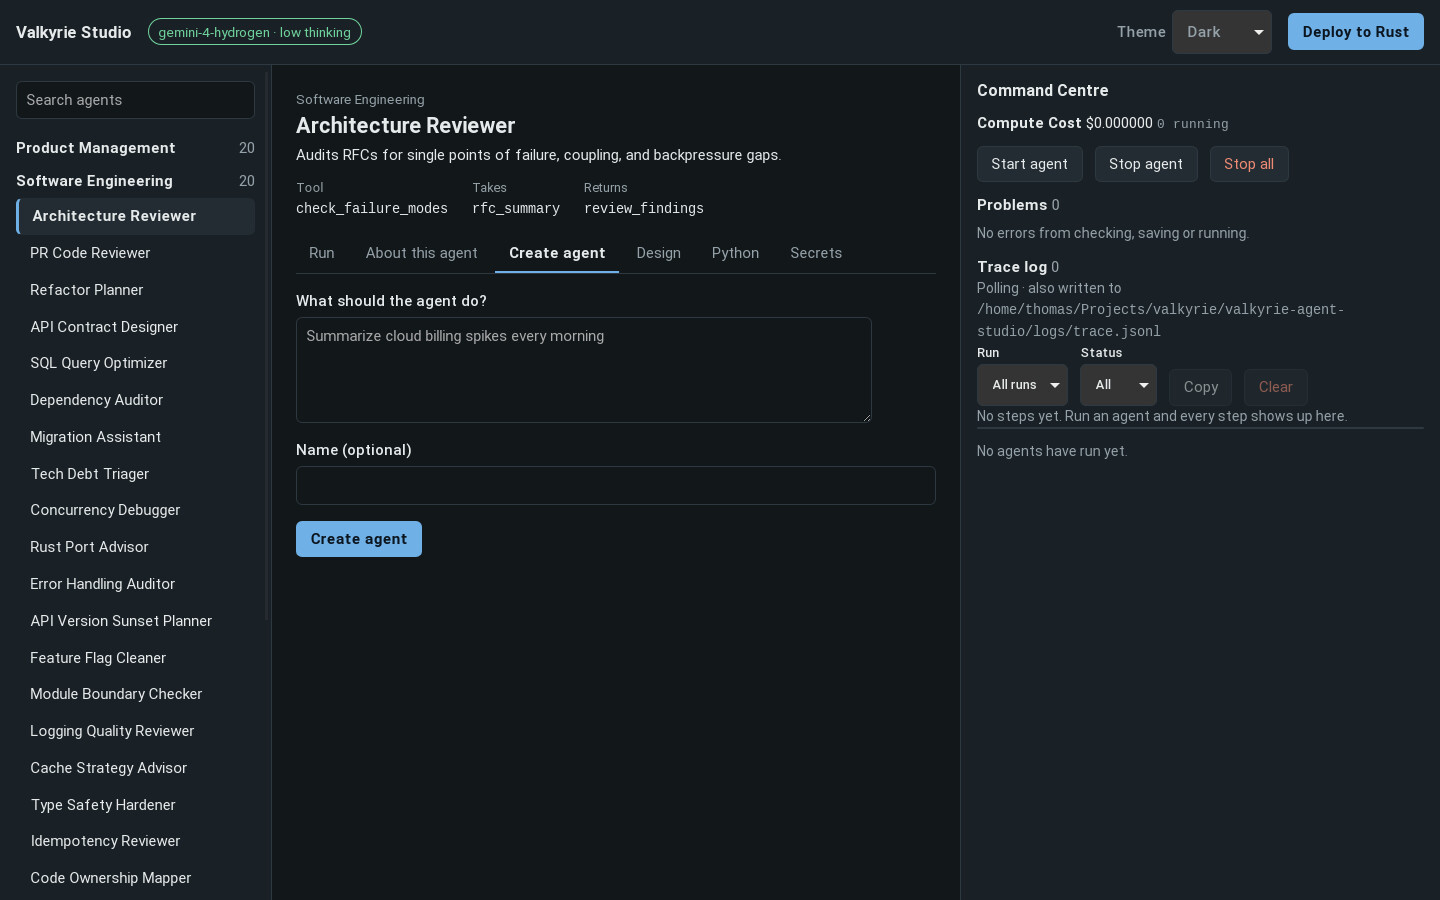 Valkyrie Studio
gemini-4-hydrogen · low thinking
Theme
Dark
Deploy to Rust
Search agents
Product Management 20
Software Engineering 20
Architecture Reviewer
PR Code Reviewer
Refactor Planner
API Contract Designer
SQL Query Optimizer
Dependency Auditor
Migration Assistant
Tech Debt Triager
Concurrency Debugger
Rust Port Advisor
Error Handling Auditor
API Version Sunset Planner
Feature Flag Cleaner
Module Boundary Checker
Logging Quality Reviewer
Cache Strategy Advisor
Type Safety Hardener
Idempotency Reviewer
Code Ownership Mapper
Software Engineering
Architecture Reviewer
Audits RFCs for single points of failure, coupling, and backpressure gaps.
Tool Takes Returns
check_failure_modes rfc_summary review_findings
Run About this agent Create agent Design Python Secrets
What should the agent do?
Summarize cloud billing spikes every morning
Name (optional)
Create agent
Command Centre
Compute Cost $0.000000 0 running
Start agent Stop agent Stop all
Problems 0
No errors from checking, saving or running.
Trace log 0
Polling · also written to
/home/thomas/Projects/valkyrie/valkyrie-agent-
studio/logs/trace.jsonl
Run Status
All runs All Copy Clear
No steps yet. Run an agent and every step shows up here.
No agents have run yet.